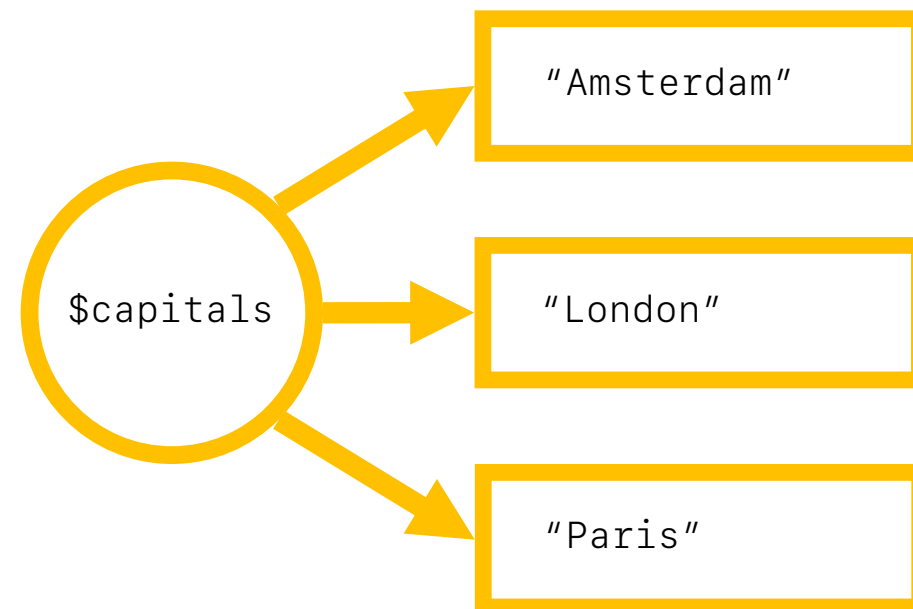 “Amsterdam”
$capitals
“London”
“Paris”